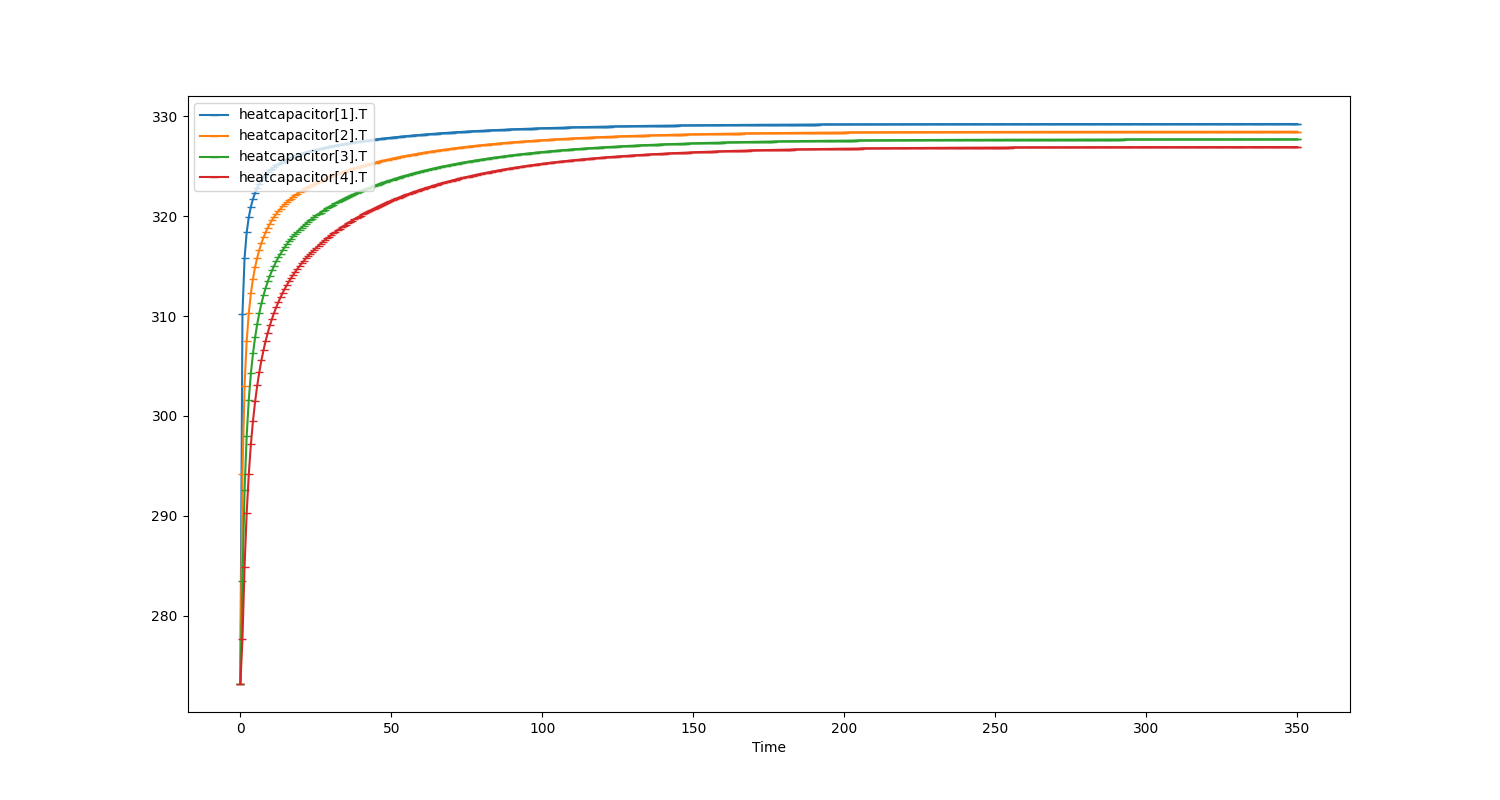 heatcapacitor[1].T
heatcapacitor[2].T
heatcapacitor[3].T
heatcapacitor[4].T
330
320
310
300
290
280
0 50 100 150 200 250 300 350
Time